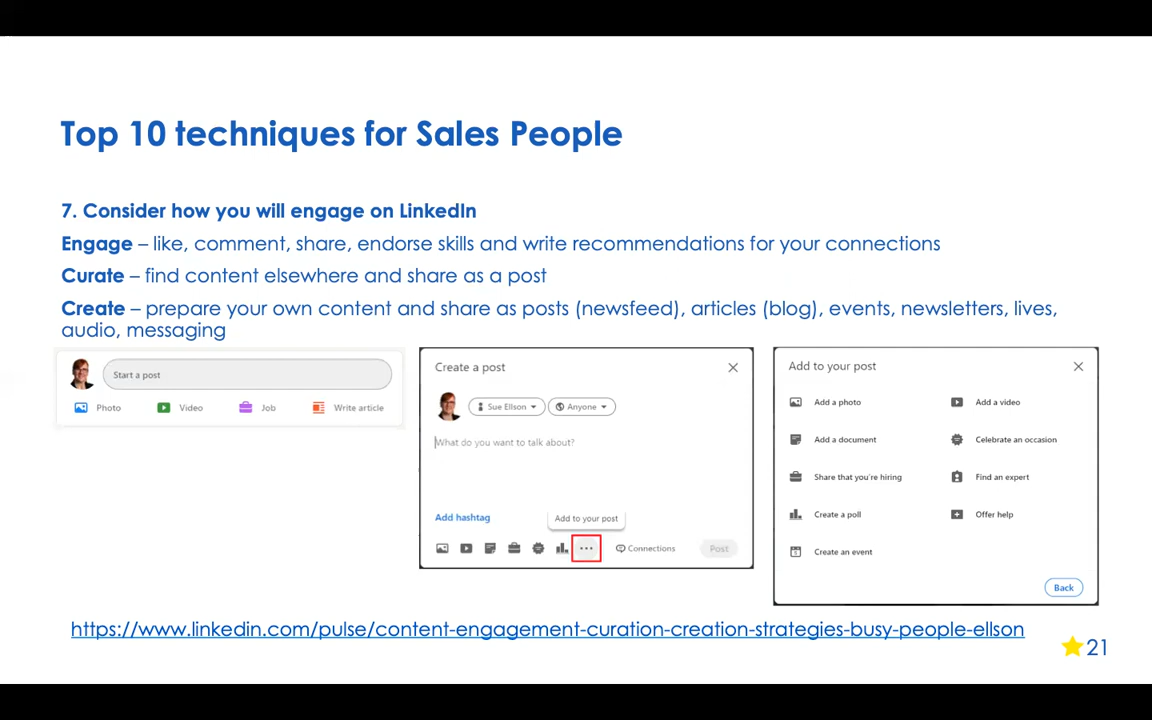 Top 10 techniques for Sales People
7. Consider how you will engage on LinkedIn
Engage – like, comment, share, endorse skills and write recommendations for your connections
Curate – find content elsewhere and share as a post
Create – prepare your own content and share as posts (newsfeed), articles (blog), events, newsletters, lives,
audio, messaging
Start a post
Photo Video Job Write article
Create a post
Sue Ellson Anyone
What do you want to talk about?
Add hashtag
Add to your post
Connections Post
Add to your post
Add a photo Add a video
Add a document Celebrate an occasion
Share that you're hiring Find an expert
Create a poll Offer help
Create an event
Back
https://www.linkedin.com/pulse/content-engagement-curation-creation-strategies-busy-people-ellson
21